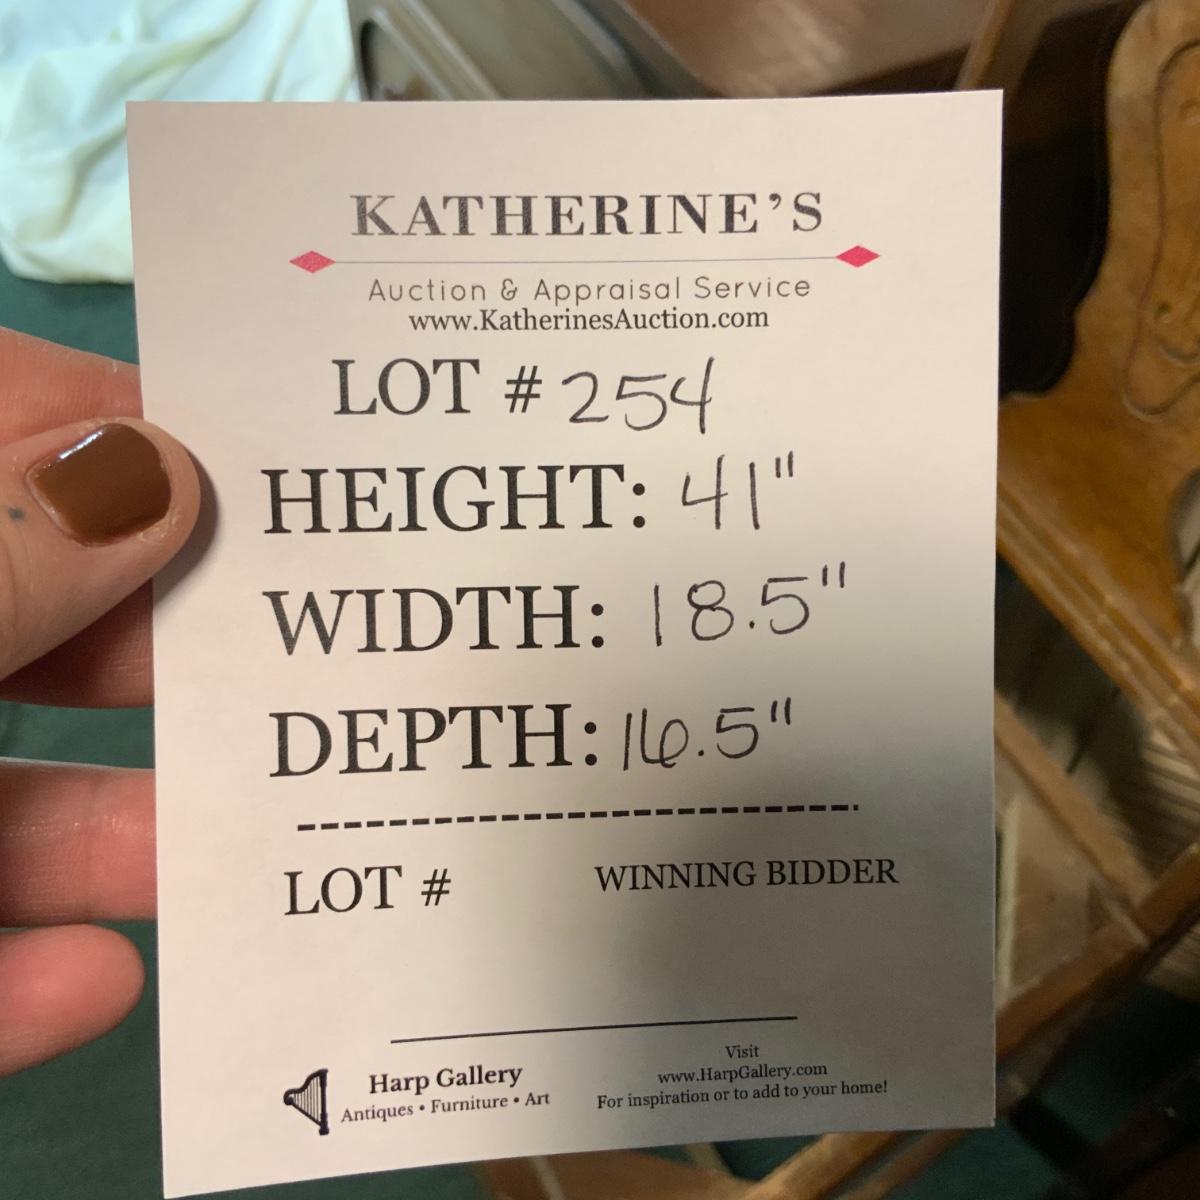 KATHERINE'S
Auction & Appraisal Service
www.KatherinesAuction.com
LOT # 254
HEIGHT: 41"
WIDTH: 18.5"
DEPTH: 16.5"
LOT # WINNING BIDDER
Harp Gallery
Antiques • Furniture • Art
Visit
www.HarpGallery.com
For inspiration or to add to your home!